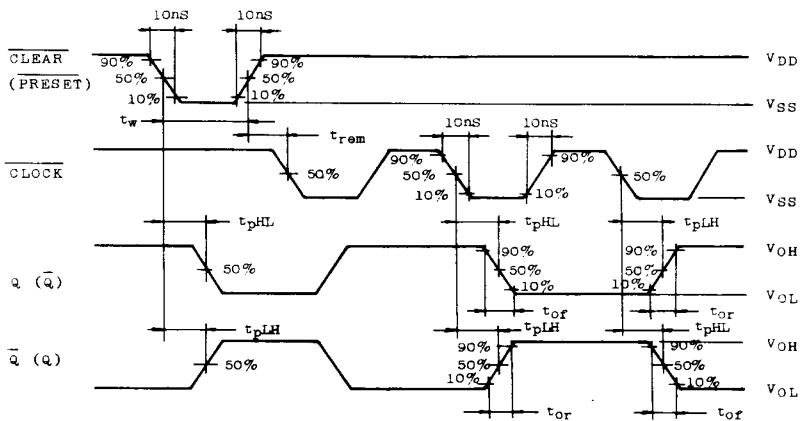 10nS 10nS
CLEAR 90% 90% VDD
(PRESET) 50% 50%
10% 10% VSS
tw
trem 10nS 10nS
90% 90% VDD
CLOCK 50% 50% 50%
10% 10% VSS
tpHL tpHL tpLH
90% 90% VOH
Q (Q̅) 50% 50% 50%
10% 10% VOL
tof tor
tpLH tpLH tpHL
90% 90% VOH
Q̅ (Q) 50% 50% 50%
10% 10% VOL
tor tof